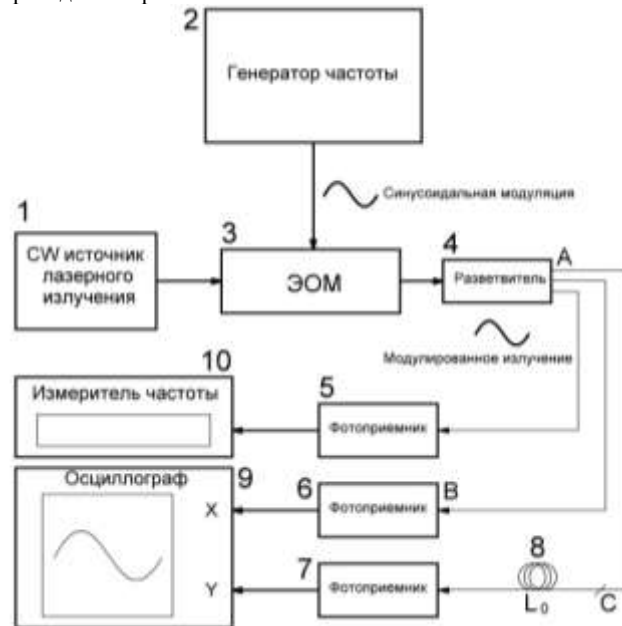 2
Генератор частоты
Синусоидальная модуляция
1
CW источник
лазерного
излучения
3
ЭОМ
4
Разветвитель
A
Модулированное излучение
10
Измеритель частоты
5
Фотоприемник
Осциллограф
9
X
Y
6
Фотоприемник
B
7
Фотоприемник
8
L₀
C